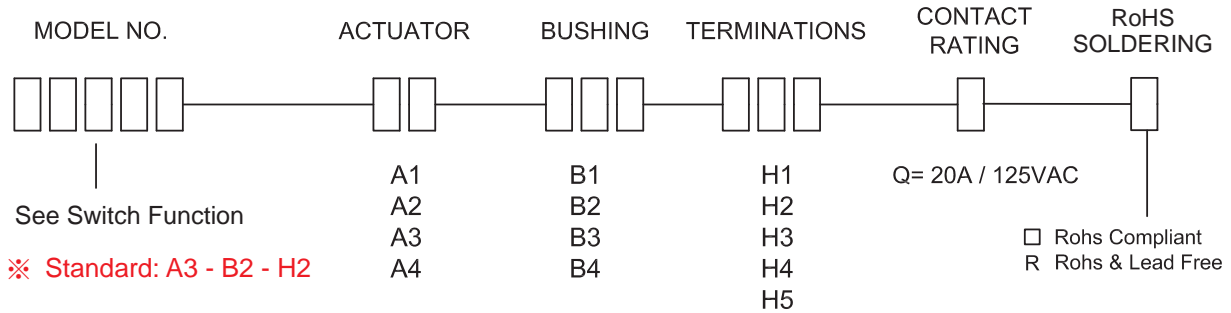 MODEL NO.
ACTUATOR
BUSHING
TERMINATIONS
CONTACT
RATING
RoHS
SOLDERING
See Switch Function
※ Standard: A3 - B2 - H2
A1
A2
A3
A4
B1
B2
B3
B4
H1
H2
H3
H4
H5
Q= 20A / 125VAC
□ Rohs Compliant
R Rohs & Lead Free